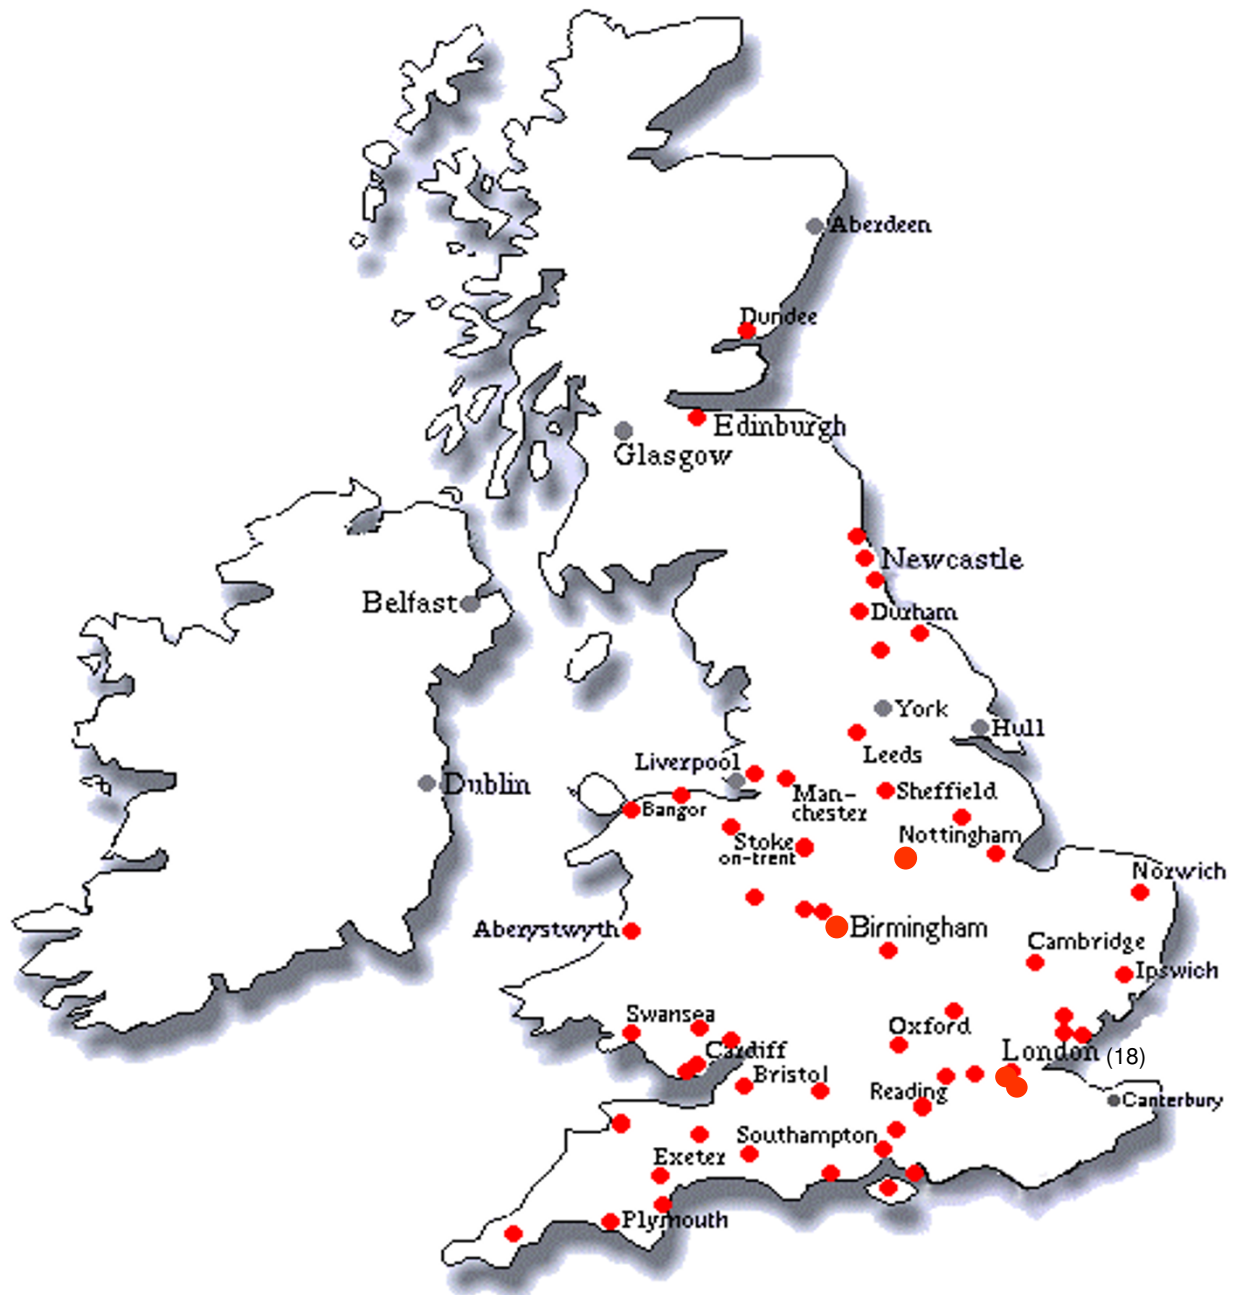 Aberdeen
Dundee
Edinburgh
Glasgow
Newcastle
Belfast
Durham
York
Hull
Leeds
Liverpool
Dublin
Man-
chester
Sheffield
Bangor
Nottingham
Stoke
on-trent
Norwich
Aberystwyth
Birmingham
Cambridge
Ipswich
Swansea
Oxford
Cardiff
London (18)
Bristol
Reading
Canterbury
Southampton
Exeter
Plymouth